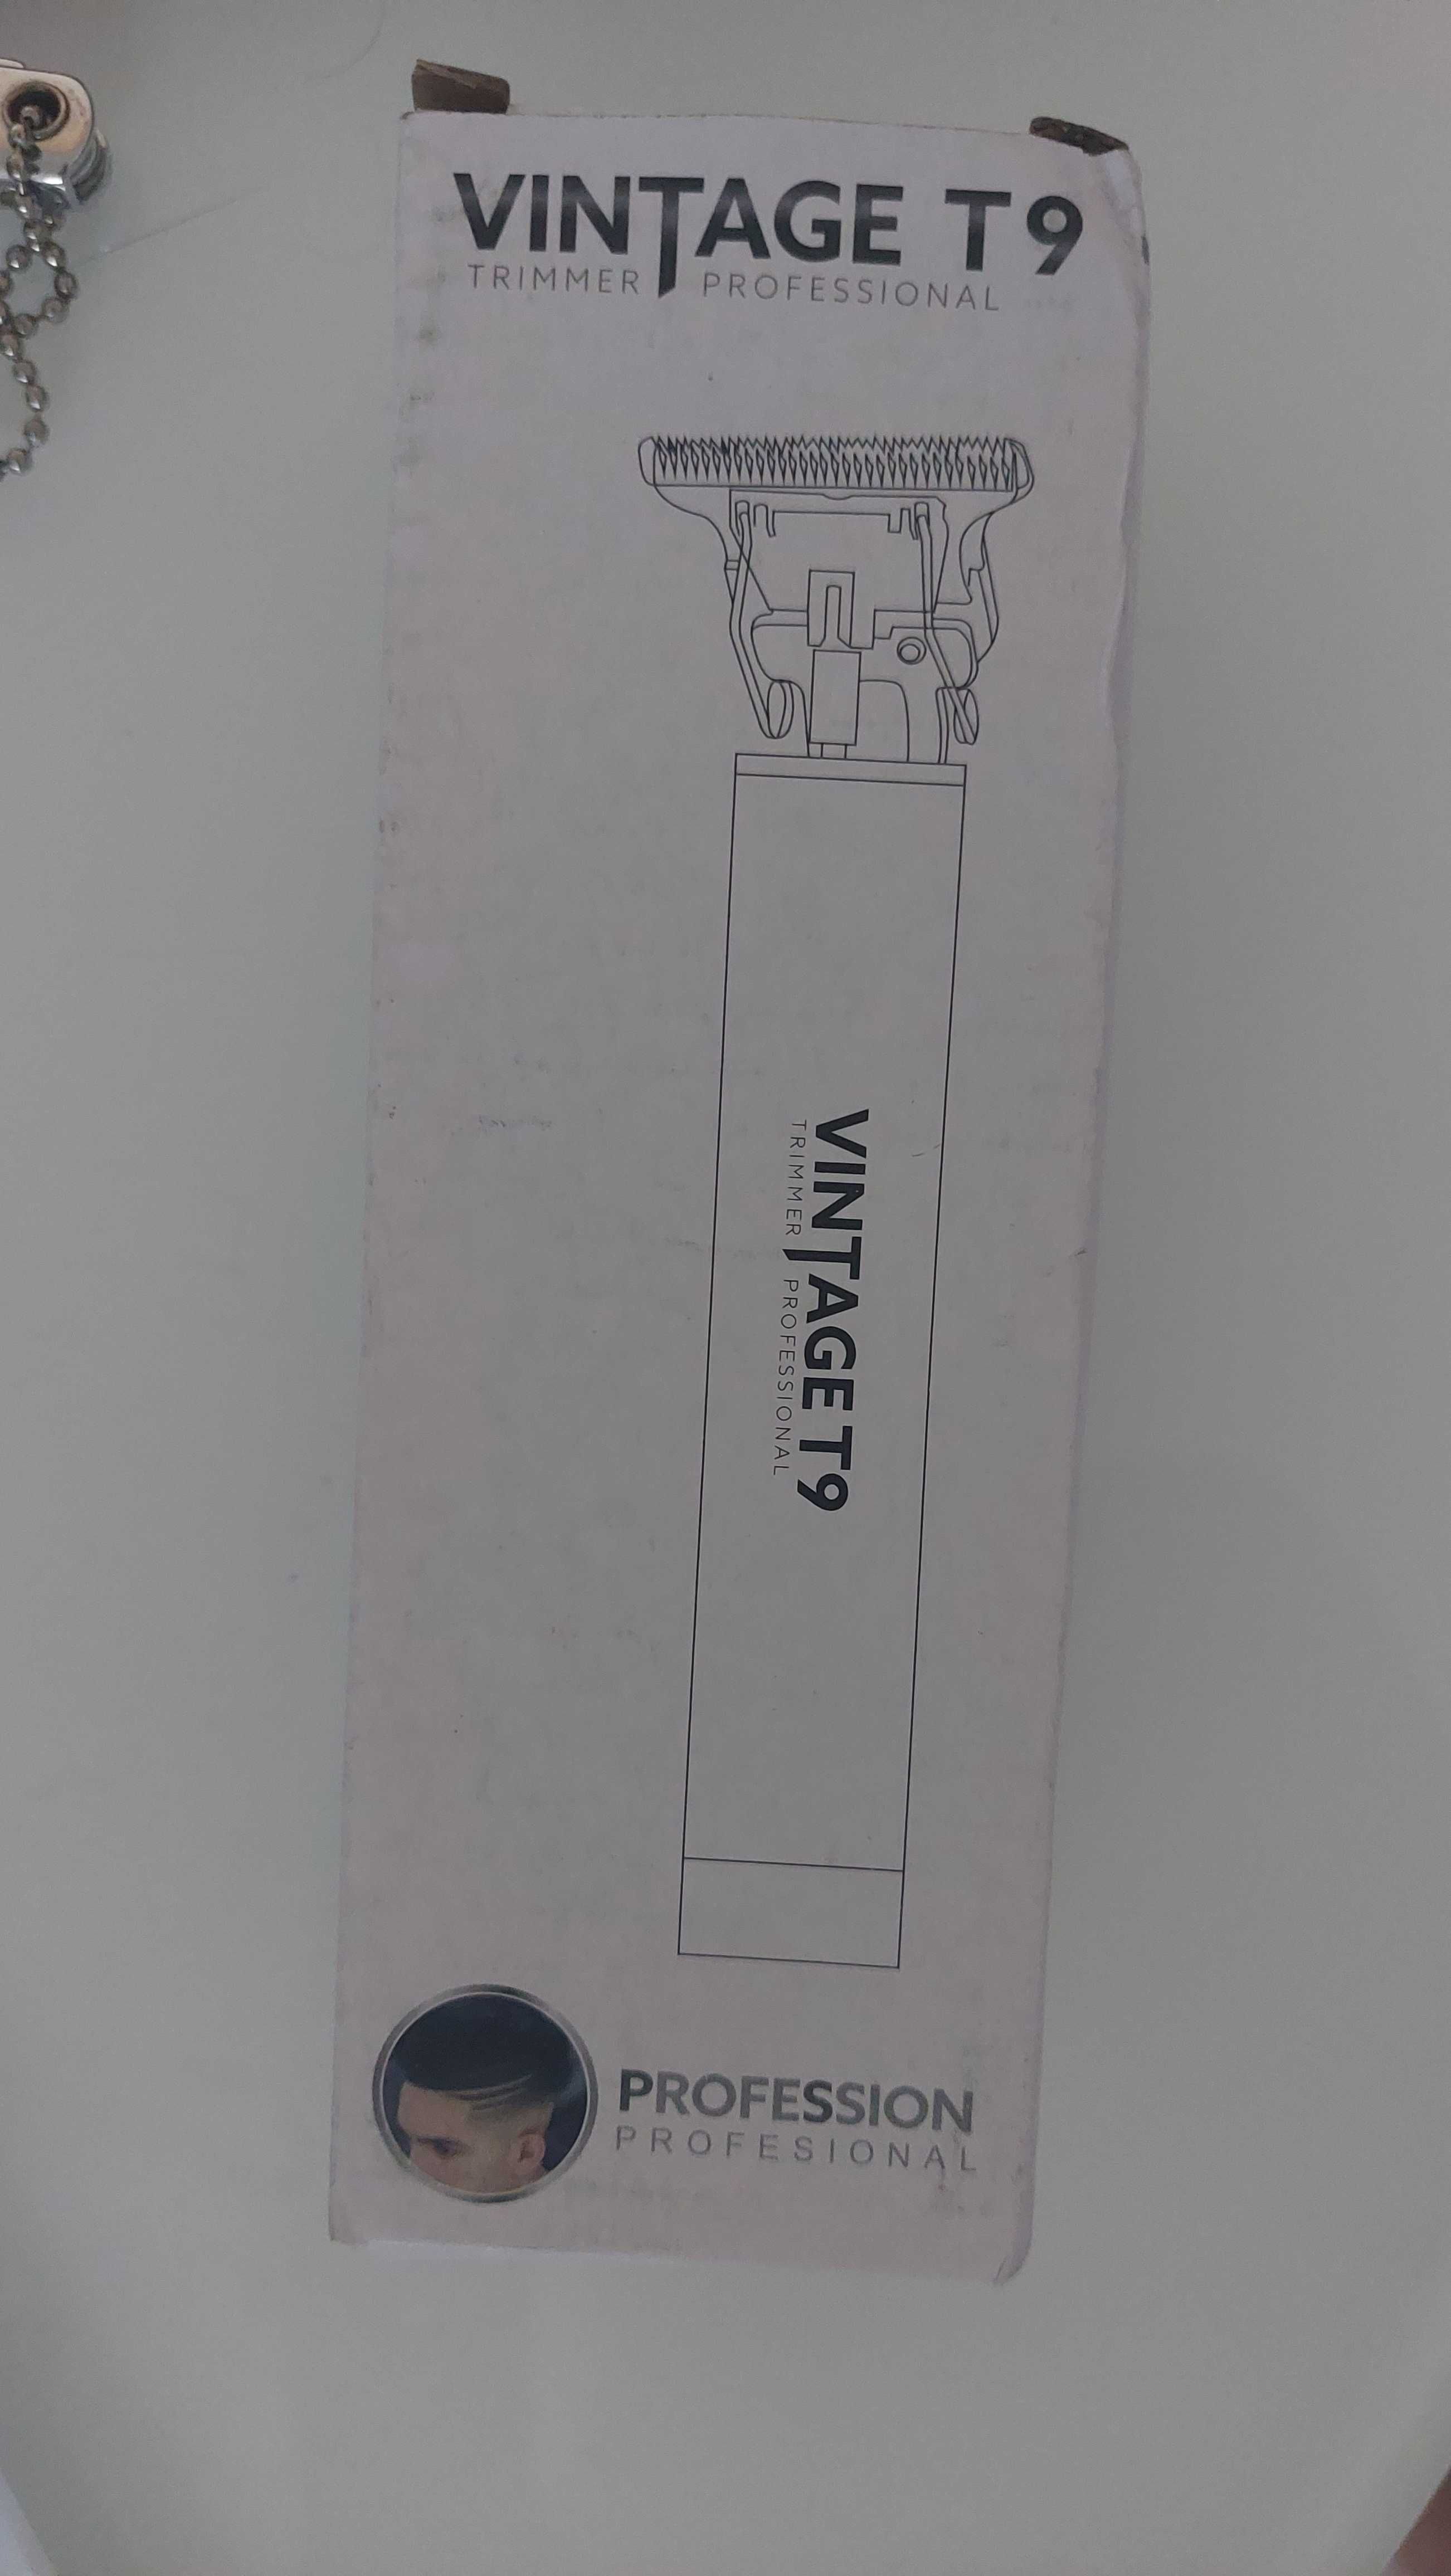 VINTAGE T9
TRIMMER PROFESSIONAL
VINTAGE T9
TRIMMER PROFESSIONAL
PROFESSION
PROFESIONAL